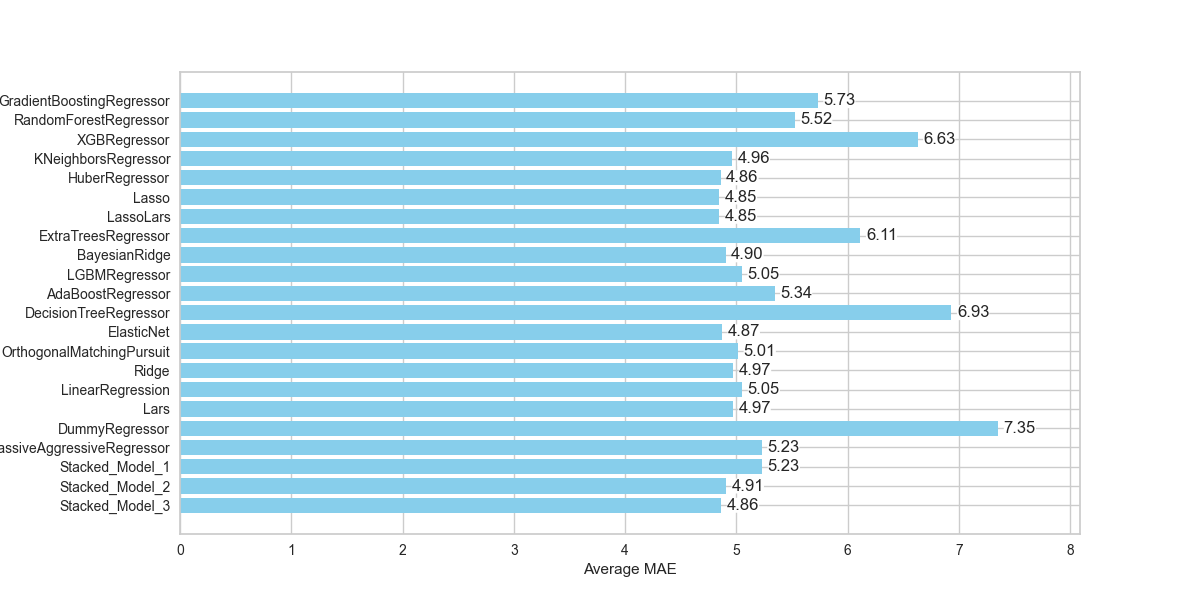 GradientBoostingRegressor 5.73
RandomForestRegressor 5.52
XGBRegressor 6.63
KNeighborsRegressor 4.96
HuberRegressor 4.86
Lasso 4.85
LassoLars 4.85
ExtraTreesRegressor 6.11
BayesianRidge 4.90
LGBMRegressor 5.05
AdaBoostRegressor 5.34
DecisionTreeRegressor 6.93
ElasticNet 4.87
OrthogonalMatchingPursuit 5.01
Ridge 4.97
LinearRegression 5.05
Lars 4.97
DummyRegressor 7.35
assiveAggressiveRegressor 5.23
Stacked_Model_1 5.23
Stacked_Model_2 4.91
Stacked_Model_3 4.86
0 1 2 3 4 5 6 7 8
Average MAE